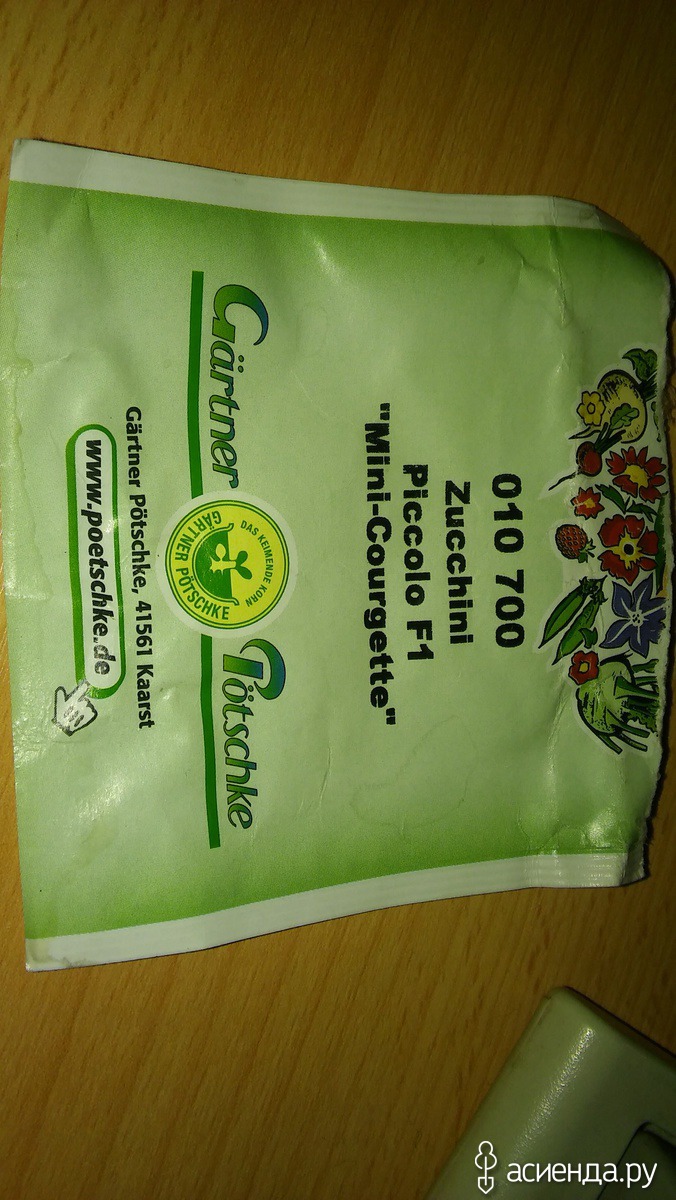 010 700
Zucchini
Piccolo F1
"Mini-Courgette"
Gärtner Pötschke
DAS KEIMENDE KORN
GÄRTNER PÖTSCHKE
Gärtner Pötschke, 41561 Kaarst
www.poetschke.de
асиенда.ру